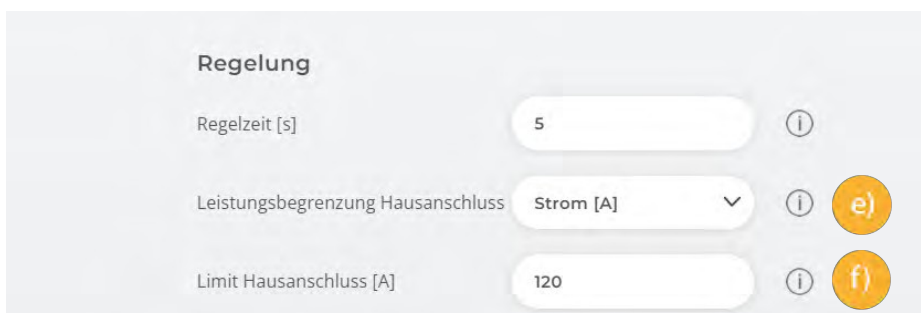 Regelung
Regelzeit [s] 5 i
Leistungsbegrenzung Hausanschluss Strom [A] i e)
Limit Hausanschluss [A] 120 i f)